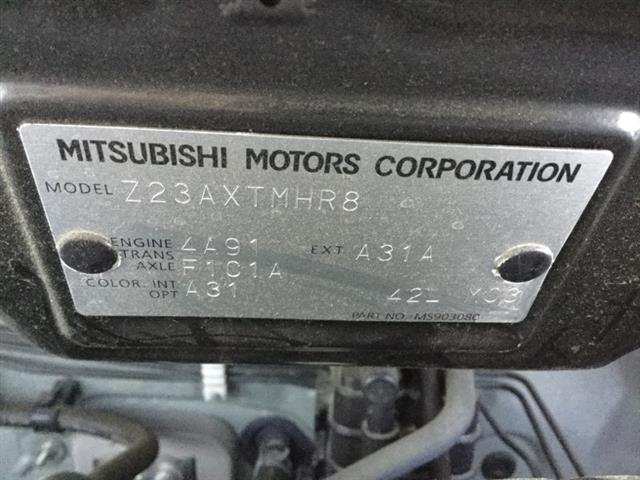 MITSUBISHI MOTORS CORPORATION
MODEL Z23AXTMHR8
ENGINE 4A91 EXT A31A
TRANS AXLE F1C1A
COLOR. INT A31
OPT 42L
PART NO. MS90308C